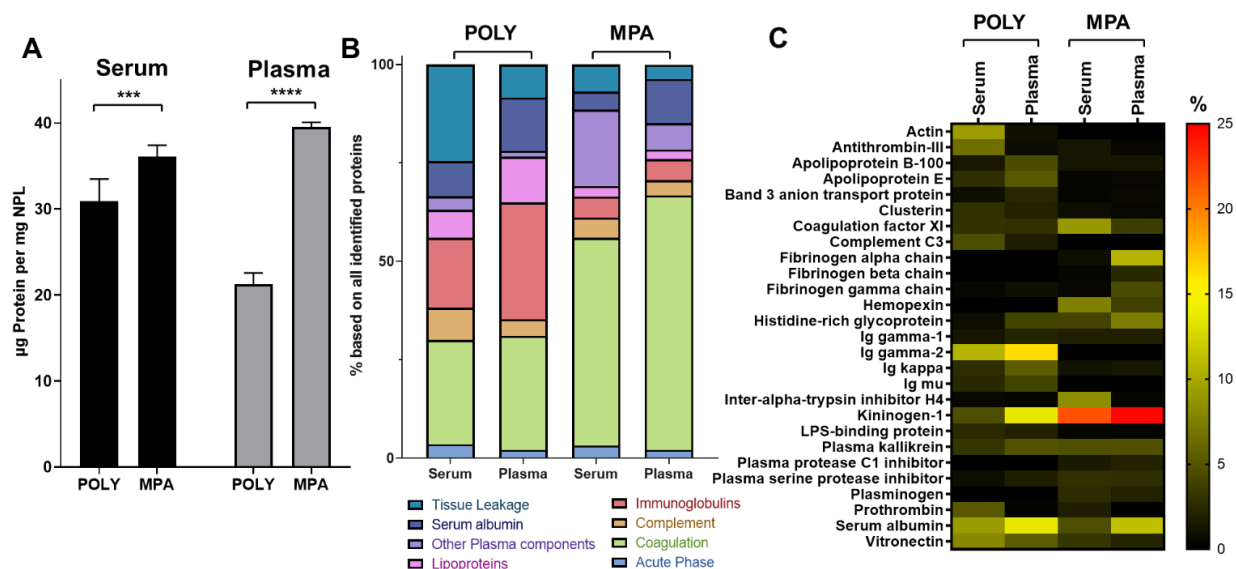 A
Serum
Plasma
***
****
µg Protein per mg NPL
40
30
20
10
0
POLY
MPA
POLY
MPA
B
POLY
MPA
% based on all identified proteins
100
50
0
Serum
Plasma
Serum
Plasma
Tissue Leakage
Serum albumin
Other Plasma components
Lipoproteins
Immunoglobulins
Complement
Coagulation
Acute Phase
C
POLY
MPA
Serum
Plasma
Serum
Plasma
%
Actin
Antithrombin-III
Apolipoprotein B-100
Apolipoprotein E
Band 3 anion transport protein
Clusterin
Coagulation factor XI
Complement C3
Fibrinogen alpha chain
Fibrinogen beta chain
Fibrinogen gamma chain
Hemopexin
Histidine-rich glycoprotein
Ig gamma-1
Ig gamma-2
Ig kappa
Ig mu
Inter-alpha-trypsin inhibitor H4
Kininogen-1
LPS-binding protein
Plasma kallikrein
Plasma protease C1 inhibitor
Plasma serine protease inhibitor
Plasminogen
Prothrombin
Serum albumin
Vitronectin
25
20
15
10
5
0